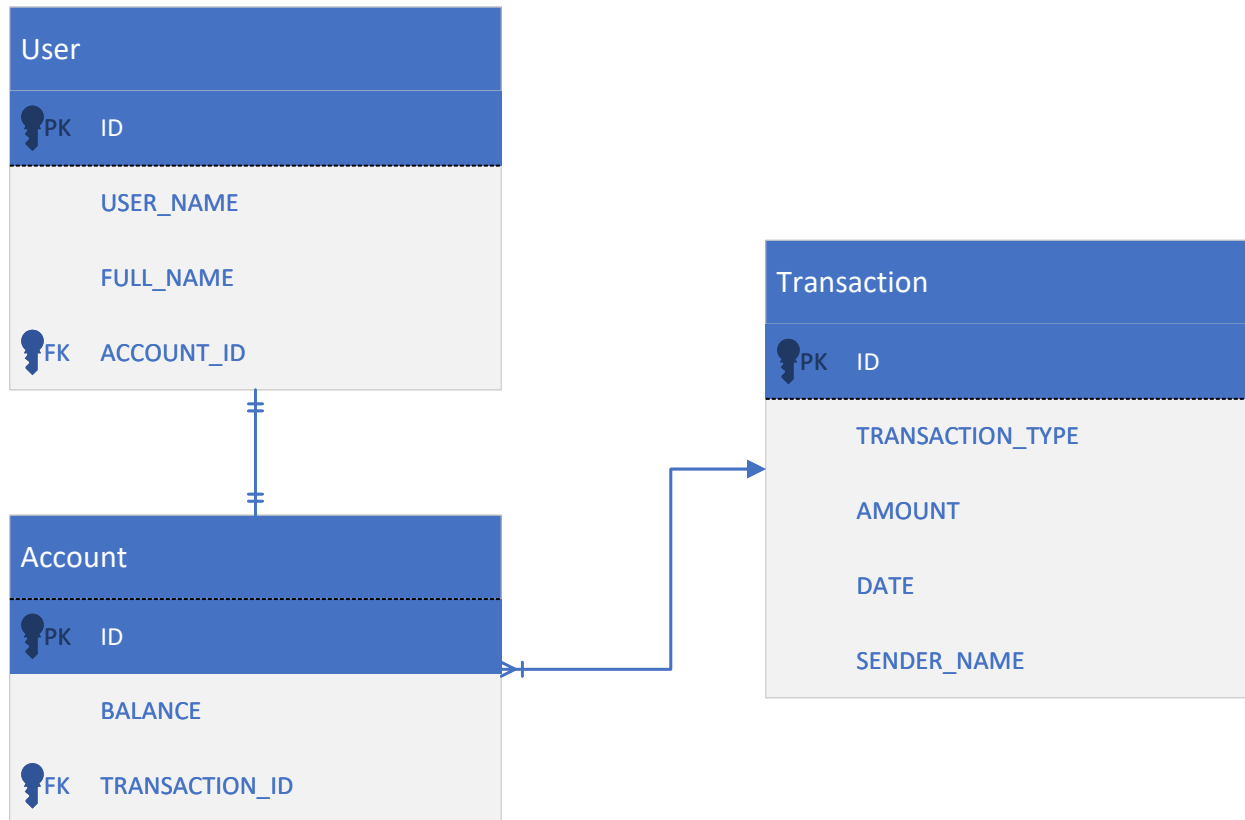 User
PK ID
USER_NAME
FULL_NAME
FK ACCOUNT_ID
Account
PK ID
BALANCE
FK TRANSACTION_ID
Transaction
PK ID
TRANSACTION_TYPE
AMOUNT
DATE
SENDER_NAME